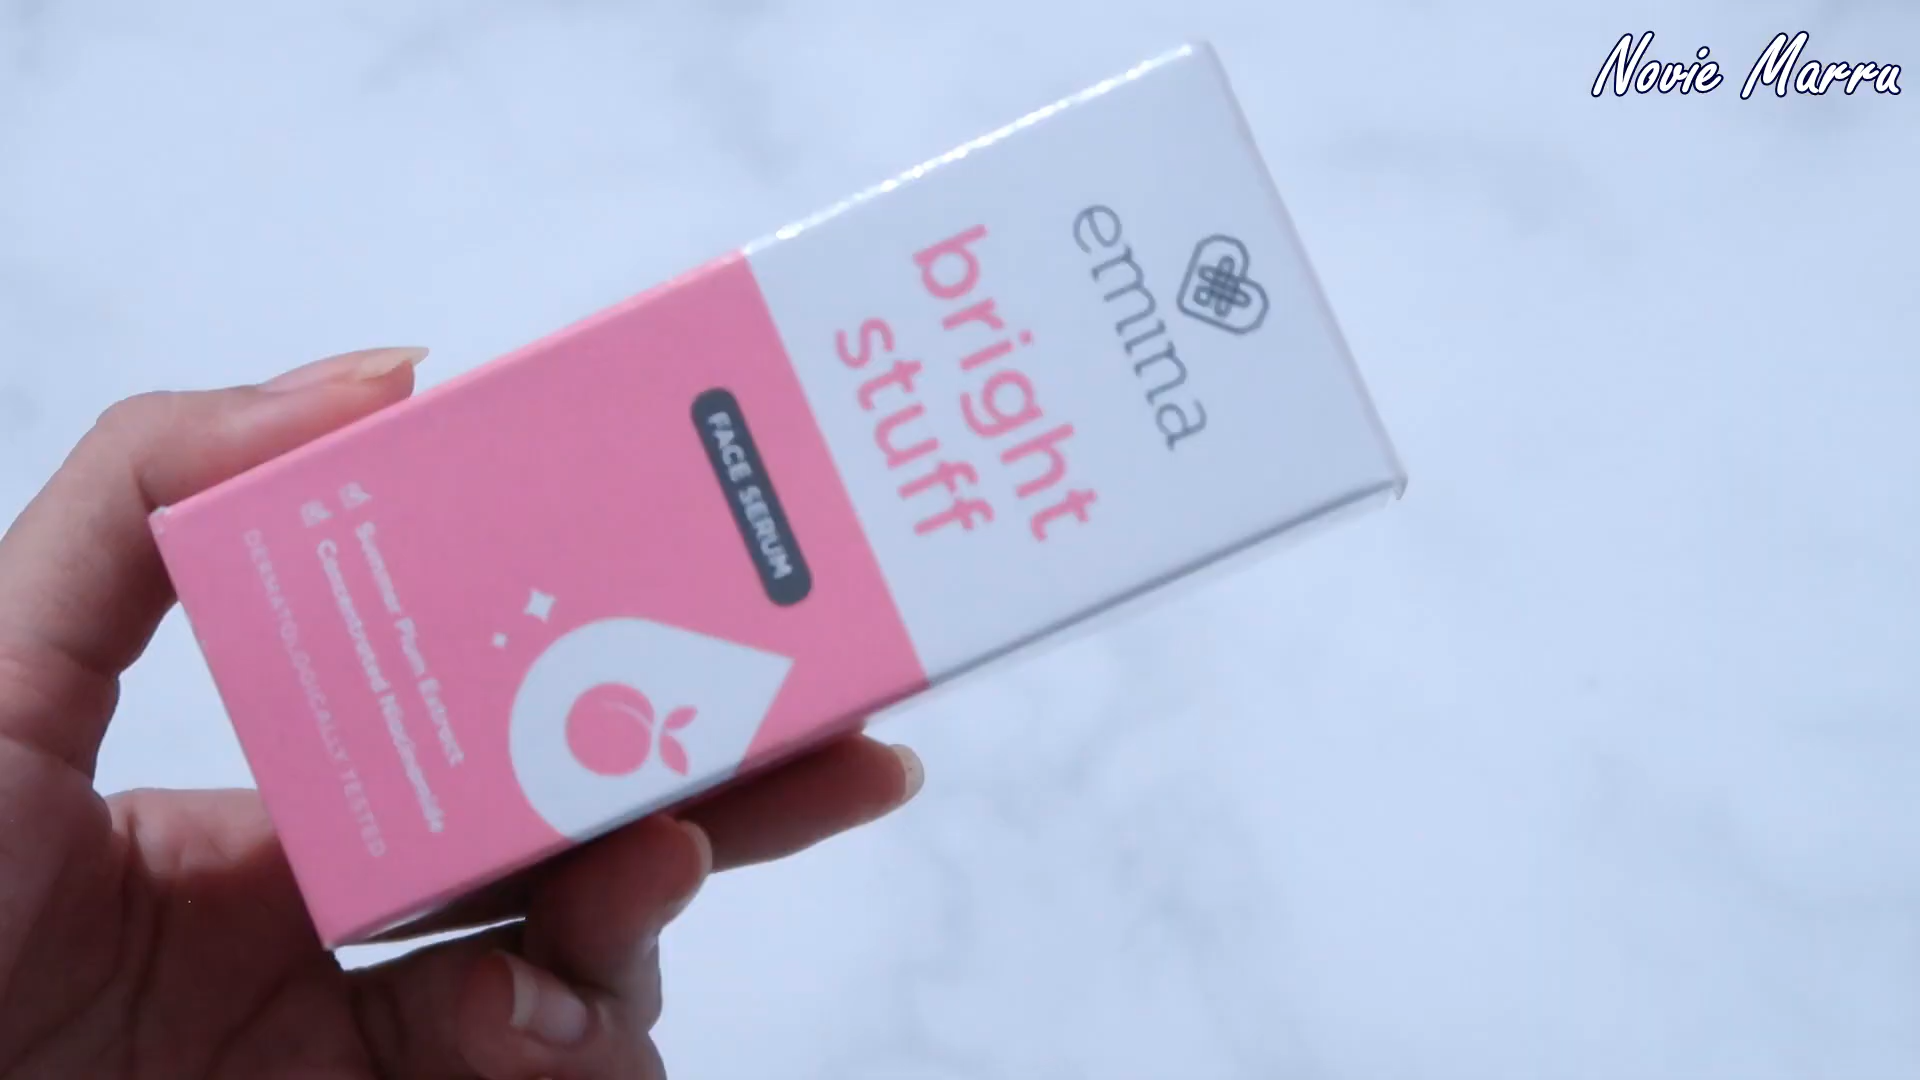 Novie Marru
emina
bright
stuff
FACE SERUM
Summer Plum Extract
Concentrated Niacinamide
DERMATOLOGICALLY TESTED